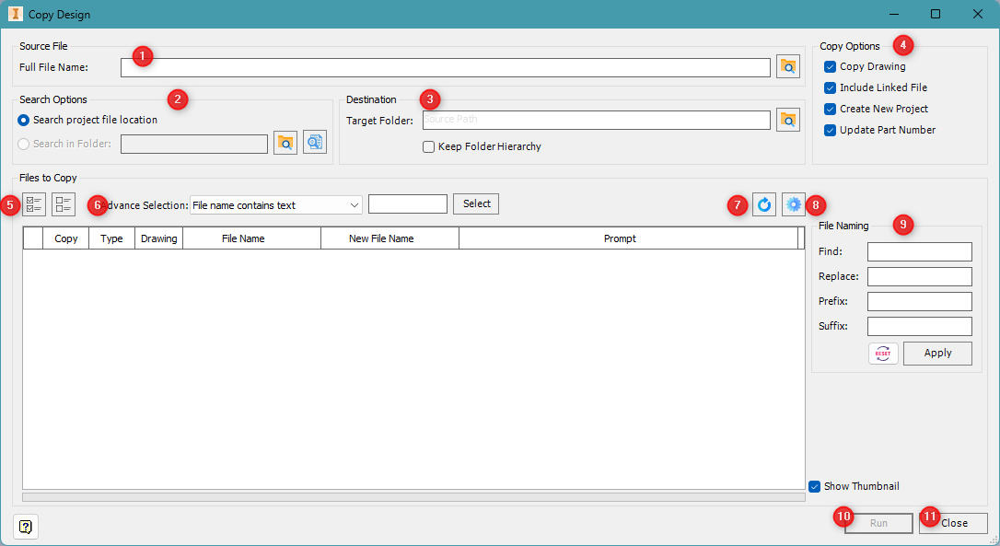 Copy Design
Source File
1
Full File Name:
Search Options
2
Search project file location
Search in Folder:
Destination
3
Target Folder:
Source Path
Keep Folder Hierarchy
Copy Options
4
Copy Drawing
Include Linked File
Create New Project
Update Part Number
Files to Copy
5
6
Advance Selection:
File name contains text
Select
7
8
Copy
Type
Drawing
File Name
New File Name
Prompt
File Naming
9
Find:
Replace:
Prefix:
Suffix:
RESET
Apply
Show Thumbnail
?
10
Run
11
Close